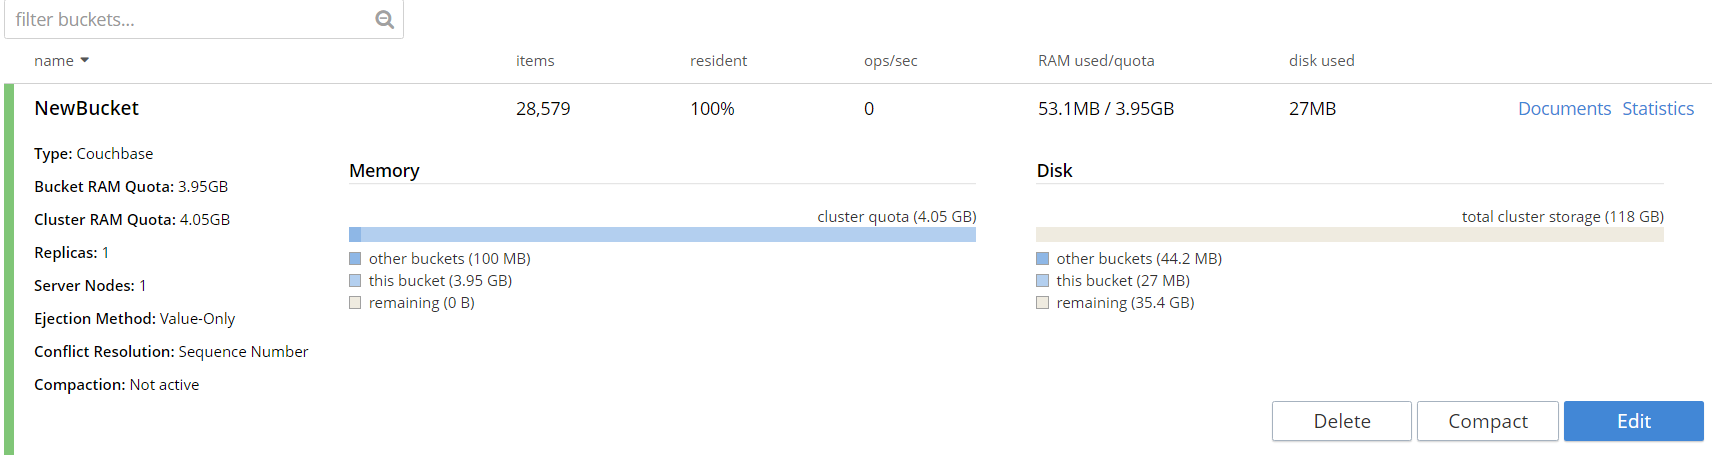 filter buckets...
name items resident ops/sec RAM used/quota disk used
NewBucket 28,579 100% 0 53.1MB / 3.95GB 27MB Documents Statistics
Type: Couchbase
Bucket RAM Quota: 3.95GB
Cluster RAM Quota: 4.05GB
Replicas: 1
Server Nodes: 1
Ejection Method: Value-Only
Conflict Resolution: Sequence Number
Compaction: Not active
Memory
cluster quota (4.05 GB)
other buckets (100 MB)
this bucket (3.95 GB)
remaining (0 B)
Disk
total cluster storage (118 GB)
other buckets (44.2 MB)
this bucket (27 MB)
remaining (35.4 GB)
Delete Compact Edit